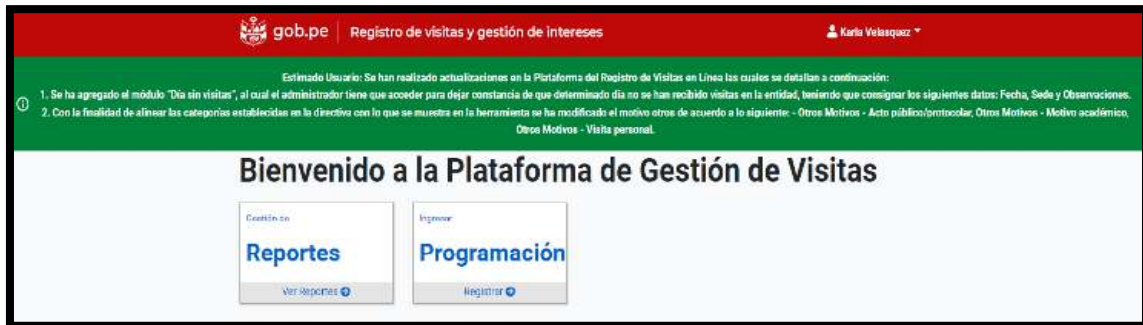 gob.pe | Registro de visitas y gestión de intereses
Karla Velasquez
Estimado Usuario: Se han realizado actualizaciones en la Plataforma del Registro de Visitas en Línea las cuales se detallan a continuación:
1. Se ha agregado el módulo "Día sin visitas", al cual el administrador tiene que acceder para dejar constancia de que determinado día no se han recibido visitas en la entidad, teniendo que consignar los siguientes datos: Fecha, Sede y Observaciones.
2. Con la finalidad de alinear las categorías establecidas en la directiva con lo que se muestra en la herramienta se ha modificado el motivo otros de acuerdo a lo siguiente: - Otros Motivos - Acto público/protocolar, Otros Motivos - Motivo académico,
Otros Motivos - Visita personal.
Bienvenido a la Plataforma de Gestión de Visitas
Gestión de
Reportes
Ver Reportes
Ingresar
Programación
Registrar